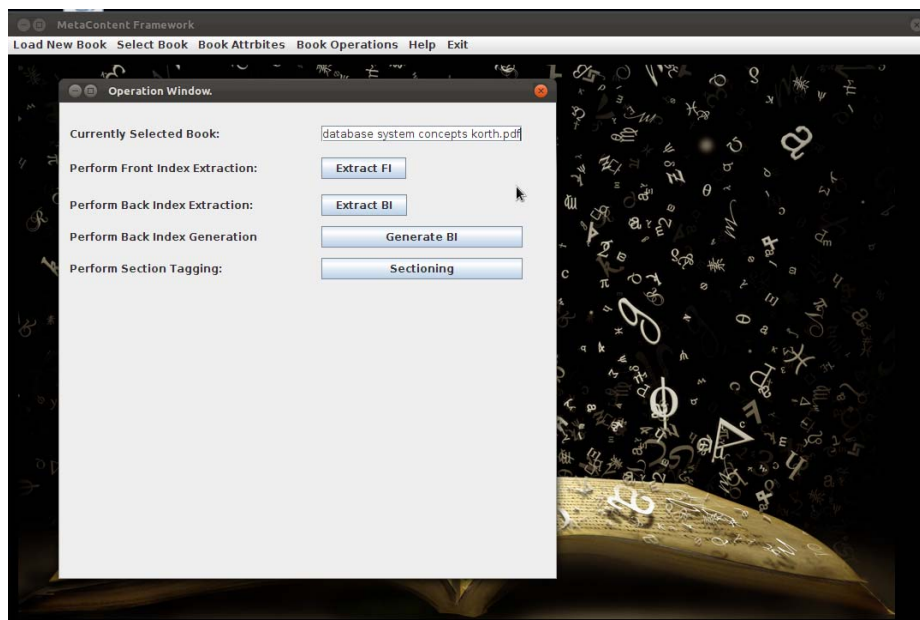 MetaContent Framework
Load New Book Select Book Book Attrbites Book Operations Help Exit
Operation Window.
Currently Selected Book: database system concepts korth.pdf
Perform Front Index Extraction: Extract FI
Perform Back Index Extraction: Extract BI
Perform Back Index Generation Generate BI
Perform Section Tagging: Sectioning